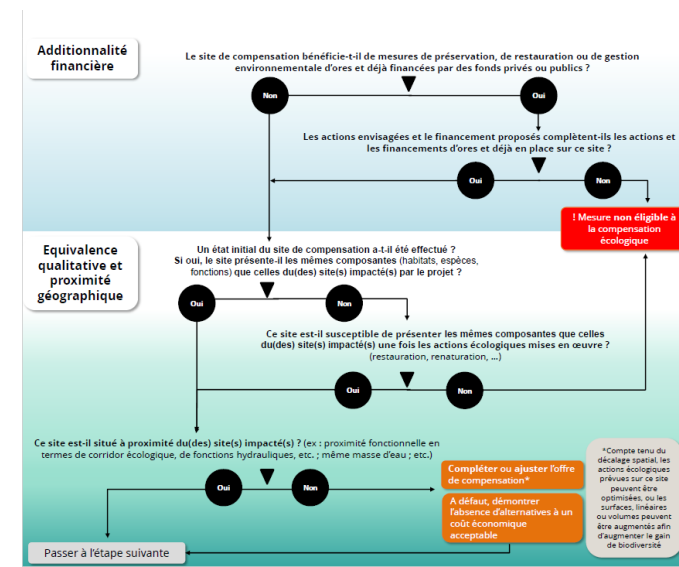 Additionnalité
financière
Le site de compensation bénéficie-t-il de mesures de préservation, de restauration ou de gestion
environnementale d'ores et déjà financées par des fonds privés ou publics ?
Non
Oui
Les actions envisagées et le financement proposés complètent-ils les actions et
les financements d'ores et déjà en place sur ce site ?
Oui
Non
! Mesure non éligible à
la compensation
écologique
Equivalence
qualitative et
proximité
géographique
Un état initial du site de compensation a-t-il été effectué ?
Si oui, le site présente-il les mêmes composantes (habitats, espèces,
fonctions) que celles du(des) site(s) impacté(s) par le projet ?
Oui
Non
Ce site est-il susceptible de présenter les mêmes composantes que celles
du(des) site(s) impacté(s) une fois les actions écologiques mises en œuvre ?
(restauration, renaturation, ...)
Oui
Non
Ce site est-il situé à proximité du(des) site(s) impacté(s) ? (ex : proximité fonctionnelle en
termes de corridor écologique, de fonctions hydrauliques, etc. ; même masse d'eau ; etc.)
Oui
Non
Compléter ou ajuster l'offre
de compensation*
A défaut, démontrer
l'absence d'alternatives à un
coût économique
acceptable
*Compte tenu du
décalage spatial, les
actions écologiques
prévues sur ce site
peuvent être
optimisées, ou les
surfaces, linéaires
ou volumes peuvent
être augmentés afin
d'augmenter le gain
de biodiversité
Passer à l'étape suivante